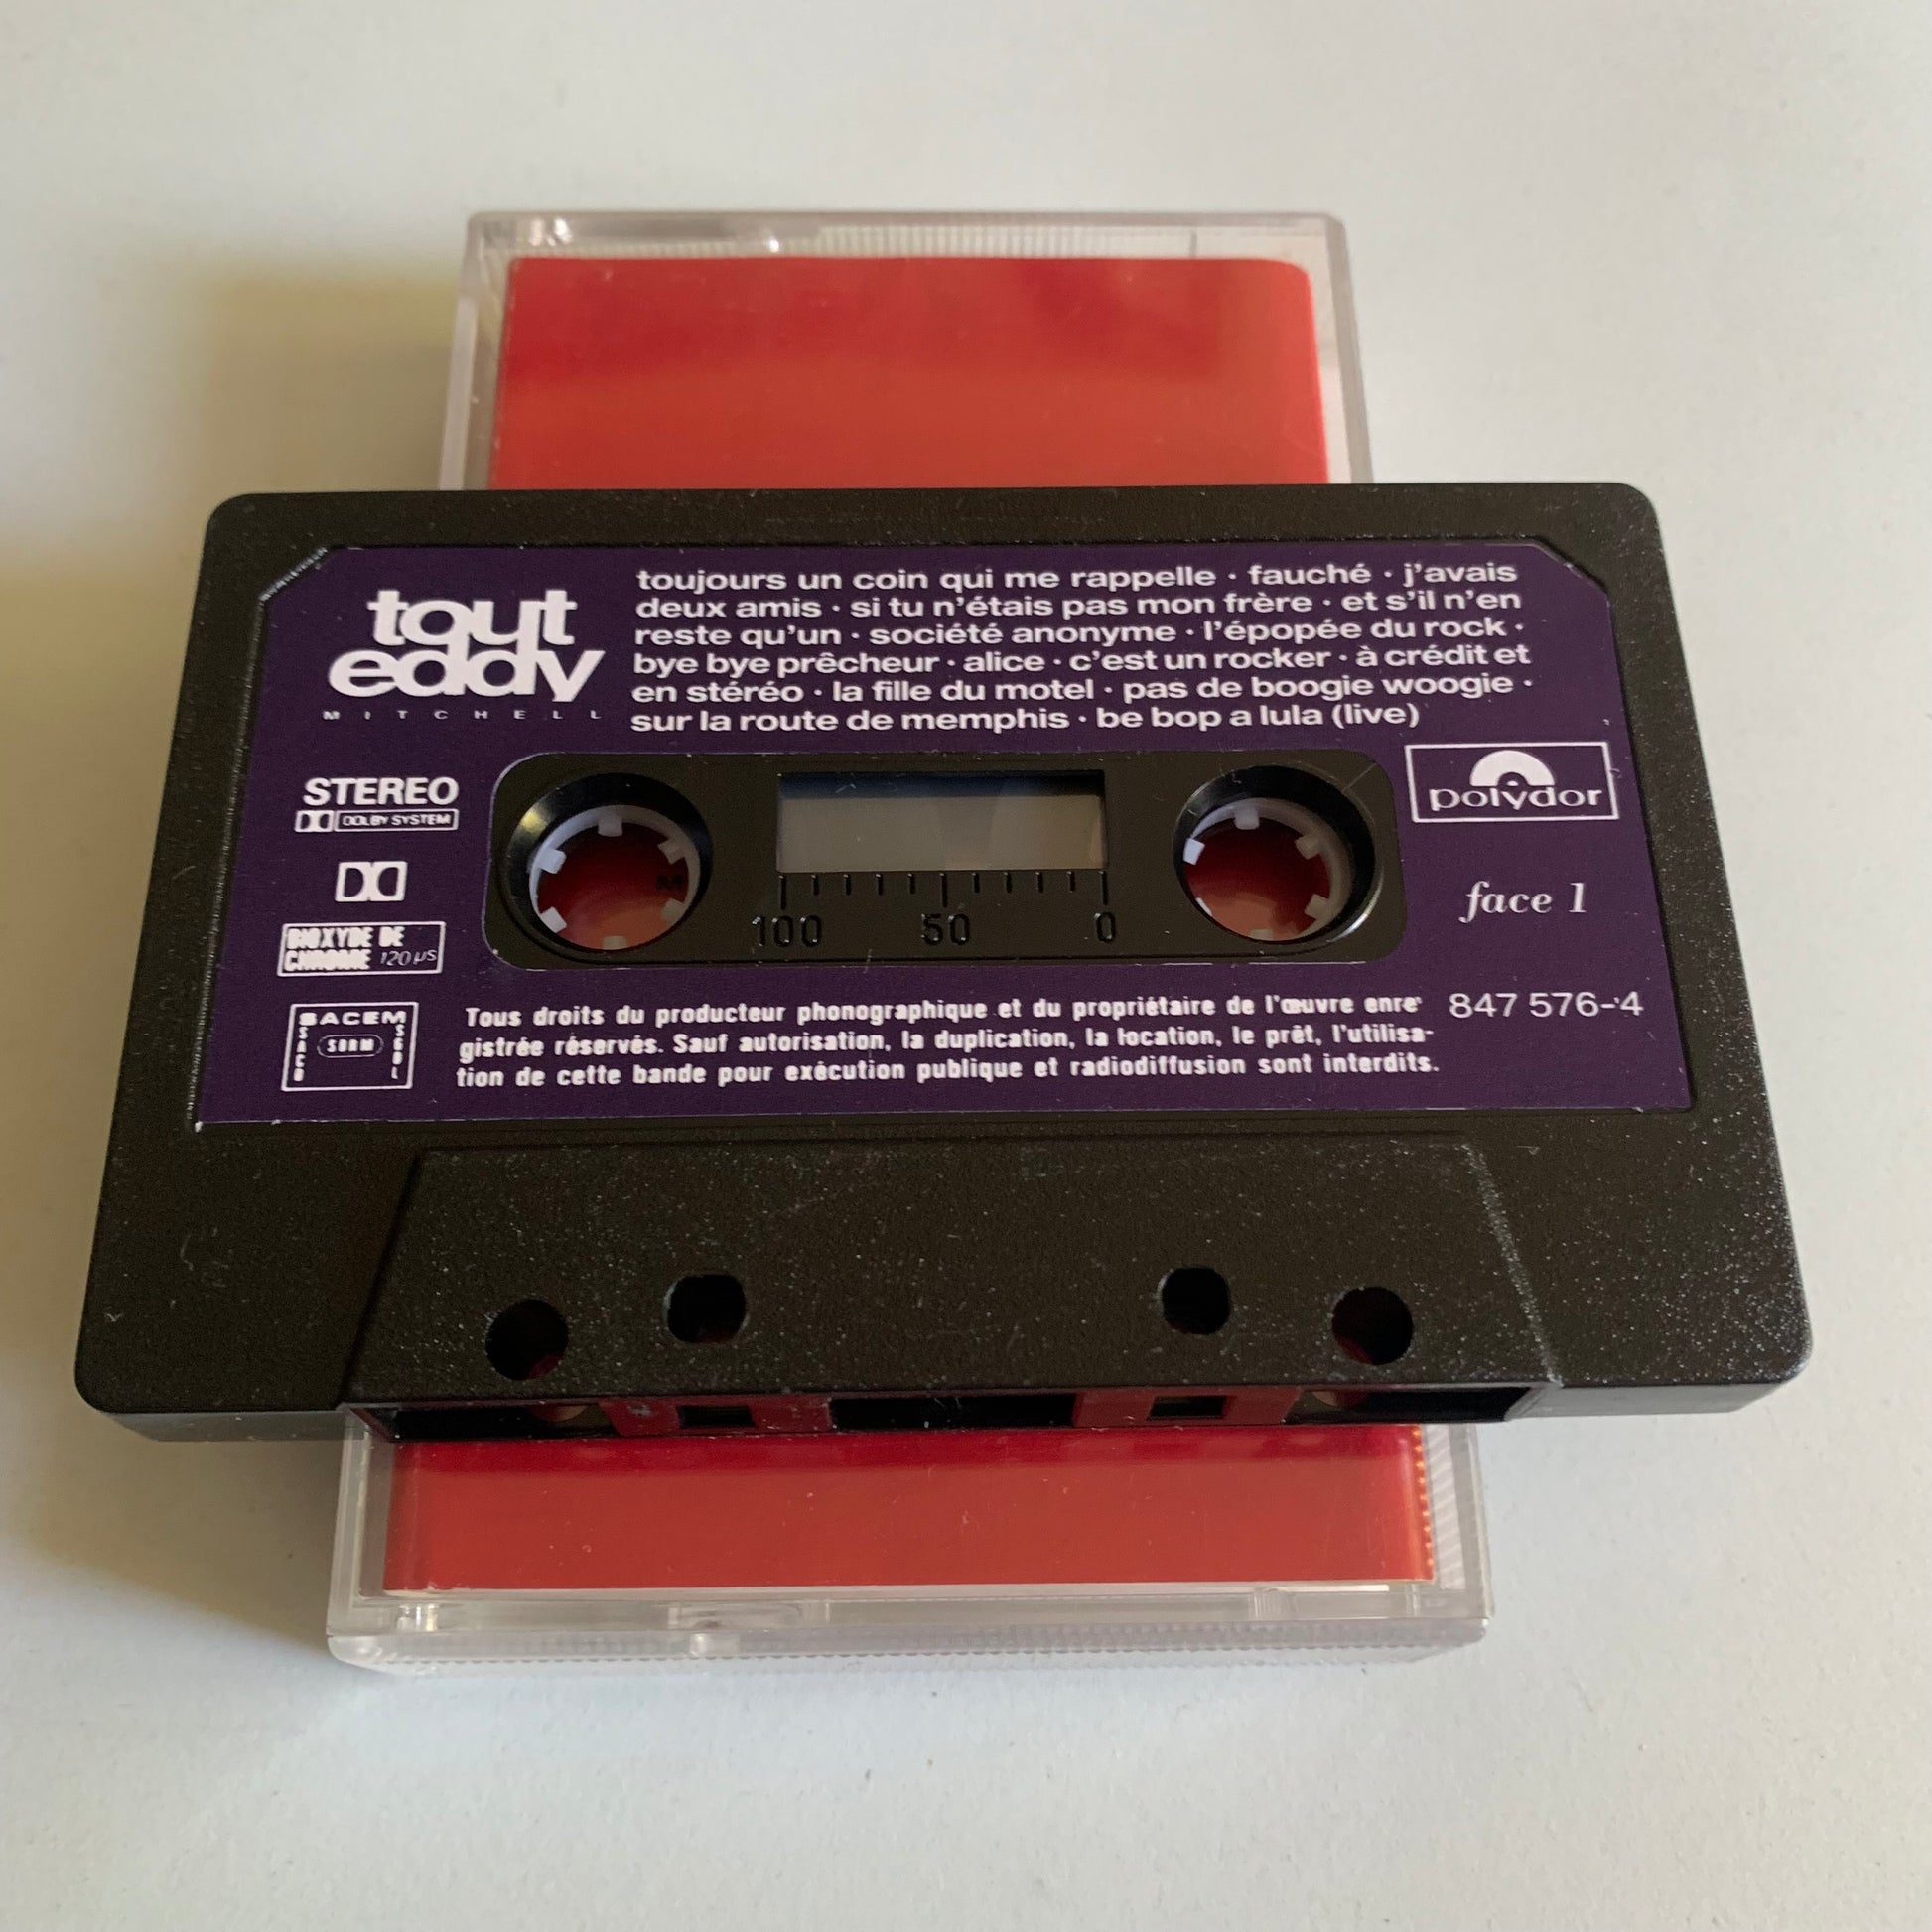 tout
eddy
MITCHELL
toujours un coin qui me rappelle · fauché · j'avais
deux amis · si tu n'étais pas mon frère · et s'il n'en
reste qu'un · société anonyme · l'épopée du rock ·
bye bye prêcheur · alice · c'est un rocker · à crédit et
en stéréo · la fille du motel · pas de boogie woogie ·
sur la route de memphis · be bop a lula (live)
STEREO
DOLBY SYSTEM
polydor
BIOXYDE DE
CHROME 120 µs
M
100 50 0
face 1
SACEM
SACD
SDRM
SGDL
Tous droits du producteur phonographique et du propriétaire de l'œuvre enre
gistrée réservés. Sauf autorisation, la duplication, la location, le prêt, l'utilisa-
tion de cette bande pour exécution publique et radiodiffusion sont interdits.
847 576-4